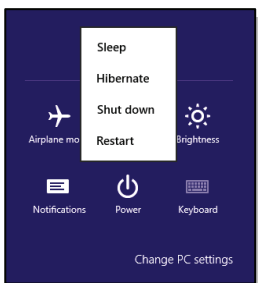 Sleep
Hibernate
Shut down
Restart
Airplane mo
Brightness
Notifications
Power
Keyboard
Change PC settings